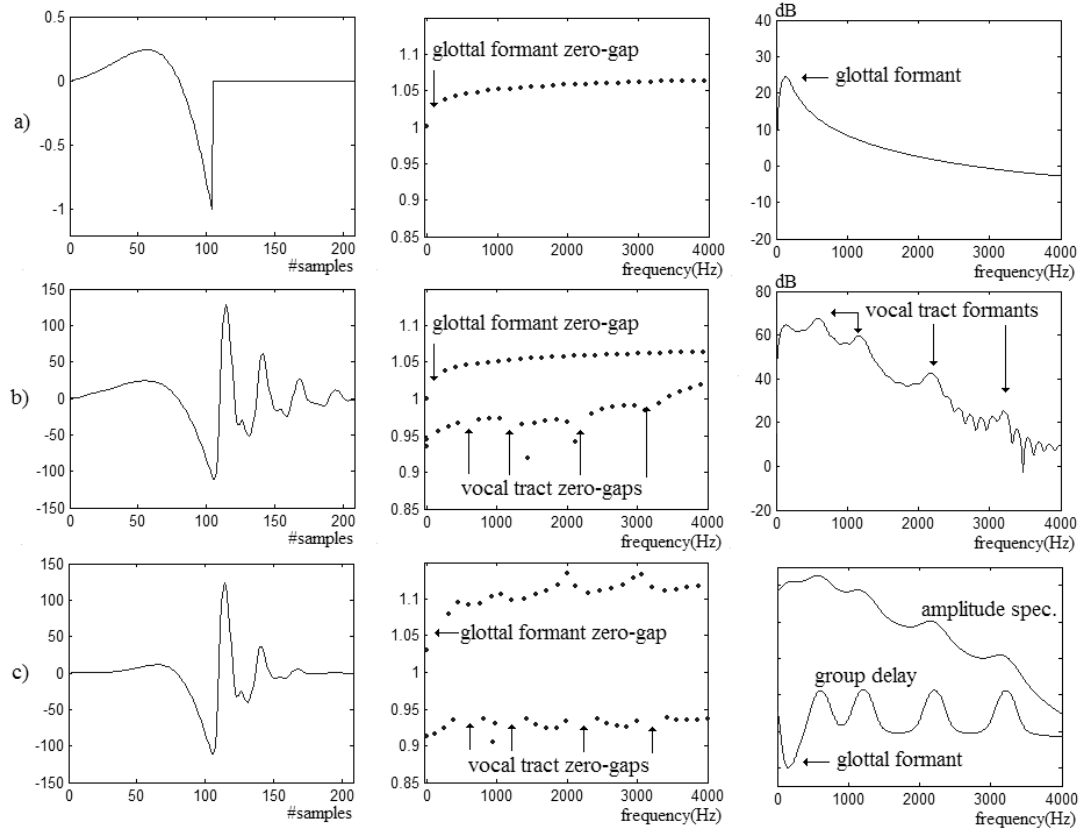 a)
0.5
0
-0.5
-1
0 50 100 150 200
#samples
glottal formant zero-gap
1.1
1.05
1
0.95
0.9
0.85
0 1000 2000 3000 4000
frequency(Hz)
dB
glottal formant
40
30
20
10
0
-10
-20
0 1000 2000 3000 4000
frequency(Hz)
b)
150
100
50
0
-50
-100
-150
0 50 100 150 200
#samples
glottal formant zero-gap
vocal tract zero-gaps
1.1
1.05
1
0.95
0.9
0.85
0 1000 2000 3000 4000
frequency(Hz)
dB
vocal tract formants
80
60
40
20
0
-20
0 1000 2000 3000 4000
frequency(Hz)
c)
150
100
50
0
-50
-100
-150
0 50 100 150 200
#samples
glottal formant zero-gap
vocal tract zero-gaps
1.1
1.05
1
0.95
0.9
0.85
0 1000 2000 3000 4000
frequency(Hz)
amplitude spec.
group delay
glottal formant
0 1000 2000 3000 4000
frequency(Hz)